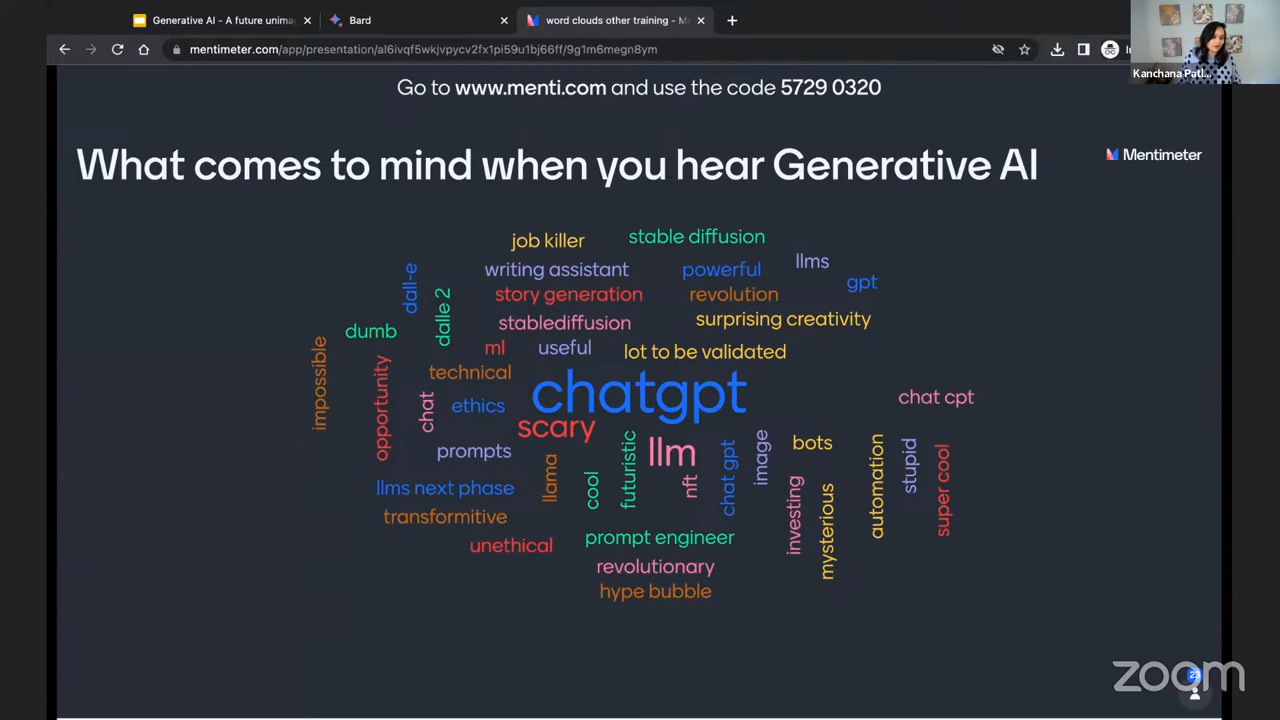 Generative AI - A future unima
Bard
word clouds other training - Me
mentimeter.com/app/presentation/al6ivqf5wkjvpycv2fx1pi59u1bj66ff/9g1m6megn8ym
Kanchana Patl...
Go to www.menti.com and use the code 5729 0320
What comes to mind when you hear Generative AI
Mentimeter
job killer
stable diffusion
writing assistant
powerful
llms
dall-e
gpt
story generation
revolution
dalle 2
stablediffusion
surprising creativity
dumb
ml
useful
lot to be validated
impossible
opportunity
technical
chatgpt
chat
ethics
chat cpt
scary
prompts
llm
futuristic
chat gpt
image
bots
automation
stupid
super cool
llms next phase
llama
cool
nft
investing
mysterious
transformitive
unethical
prompt engineer
revolutionary
hype bubble
23
zoom